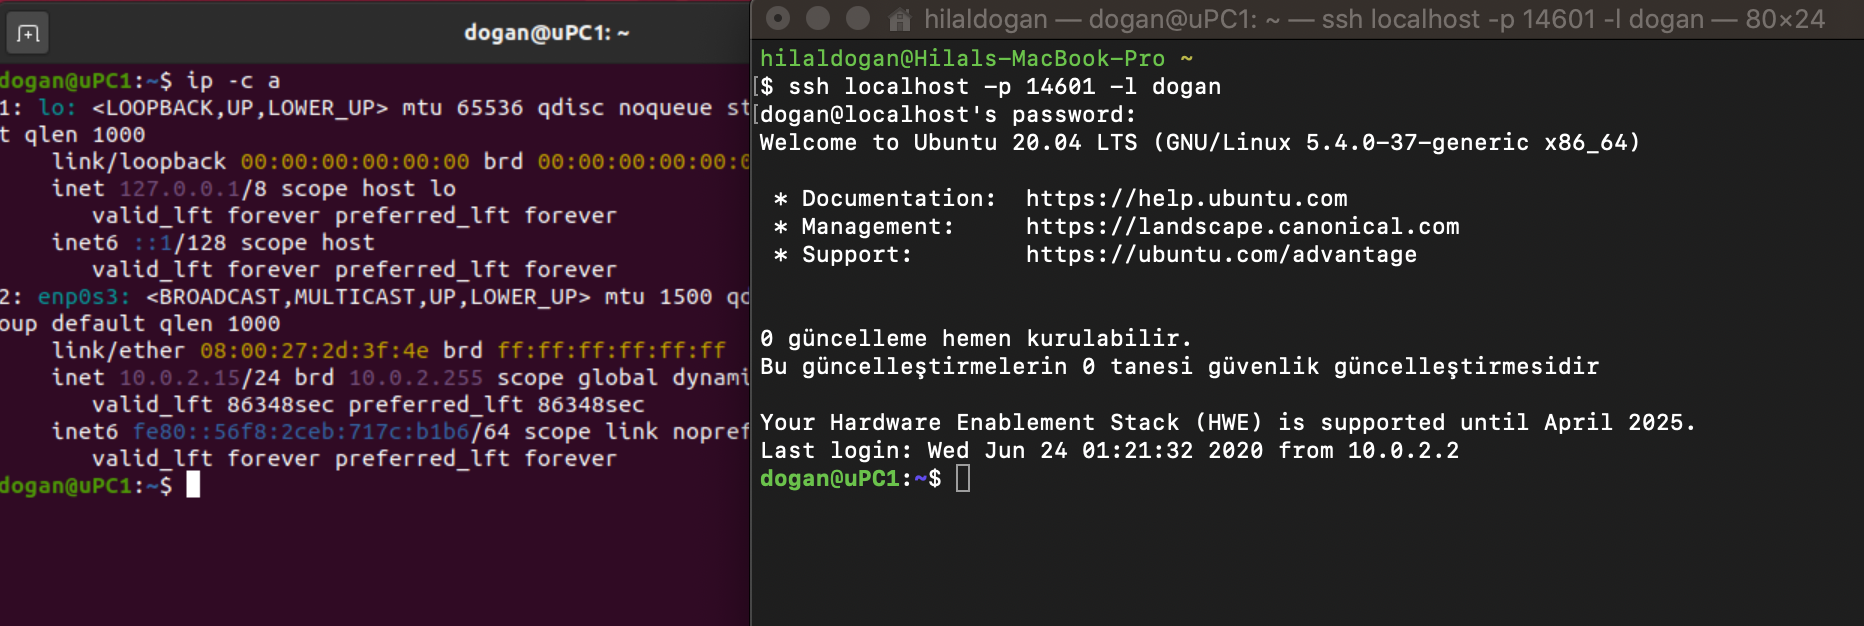 dogan@uPC1: ~
dogan@uPC1:~$ ip -c a
1: lo: <LOOPBACK,UP,LOWER_UP> mtu 65536 qdisc noqueue st
t qlen 1000
link/loopback 00:00:00:00:00:00 brd 00:00:00:00:00:0
inet 127.0.0.1/8 scope host lo
valid_lft forever preferred_lft forever
inet6 ::1/128 scope host
valid_lft forever preferred_lft forever
2: enp0s3: <BROADCAST,MULTICAST,UP,LOWER_UP> mtu 1500 qd
oup default qlen 1000
link/ether 08:00:27:2d:3f:4e brd ff:ff:ff:ff:ff:ff
inet 10.0.2.15/24 brd 10.0.2.255 scope global dynami
valid_lft 86348sec preferred_lft 86348sec
inet6 fe80::56f8:2ceb:717c:b1b6/64 scope link nopref
valid_lft forever preferred_lft forever
dogan@uPC1:~$
hilaldogan — dogan@uPC1: ~ — ssh localhost -p 14601 -l dogan — 80×24
hilaldogan@Hilals-MacBook-Pro ~
[$ ssh localhost -p 14601 -l dogan
[dogan@localhost's password:
Welcome to Ubuntu 20.04 LTS (GNU/Linux 5.4.0-37-generic x86_64)
* Documentation: https://help.ubuntu.com
* Management: https://landscape.canonical.com
* Support: https://ubuntu.com/advantage
0 güncelleme hemen kurulabilir.
Bu güncelleştirmelerin 0 tanesi güvenlik güncelleştirmesidir
Your Hardware Enablement Stack (HWE) is supported until April 2025.
Last login: Wed Jun 24 01:21:32 2020 from 10.0.2.2
dogan@uPC1:~$